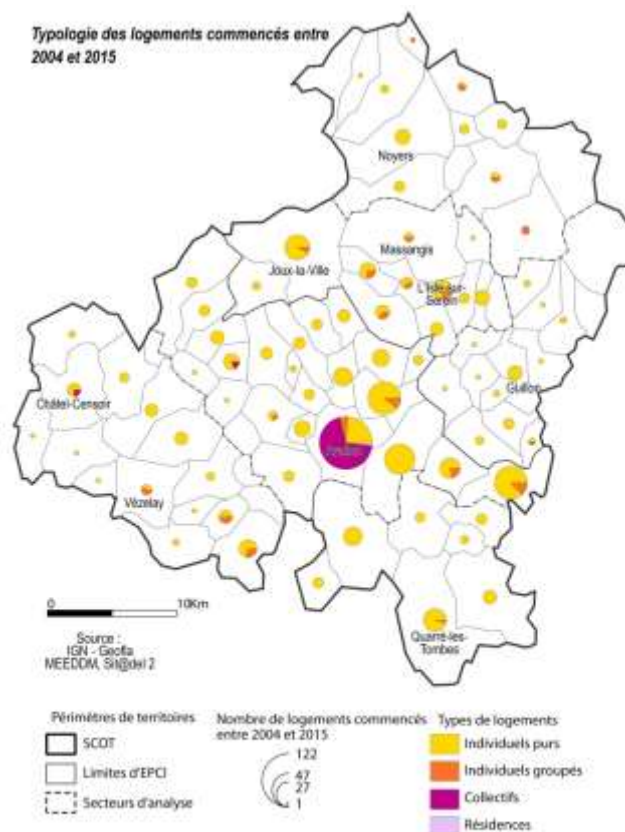 Typologie des logements commencés entre
2004 et 2015
Noyers
Massangis
Joux-la-Ville
L'Isle-sur-
Serein
Guillon
Châtel-Censoir
Avallon
Vézelay
Quarré-les-
Tombes
0 10Km
Source :
IGN - Geofla
MEEDDM, Sit@del 2
Périmètres de territoires
SCOT
Limites d'EPCI
Secteurs d'analyse
Nombre de logements commencés
entre 2004 et 2015
122
47
27
1
Types de logements
Individuels purs
Individuels groupés
Collectifs
Résidences